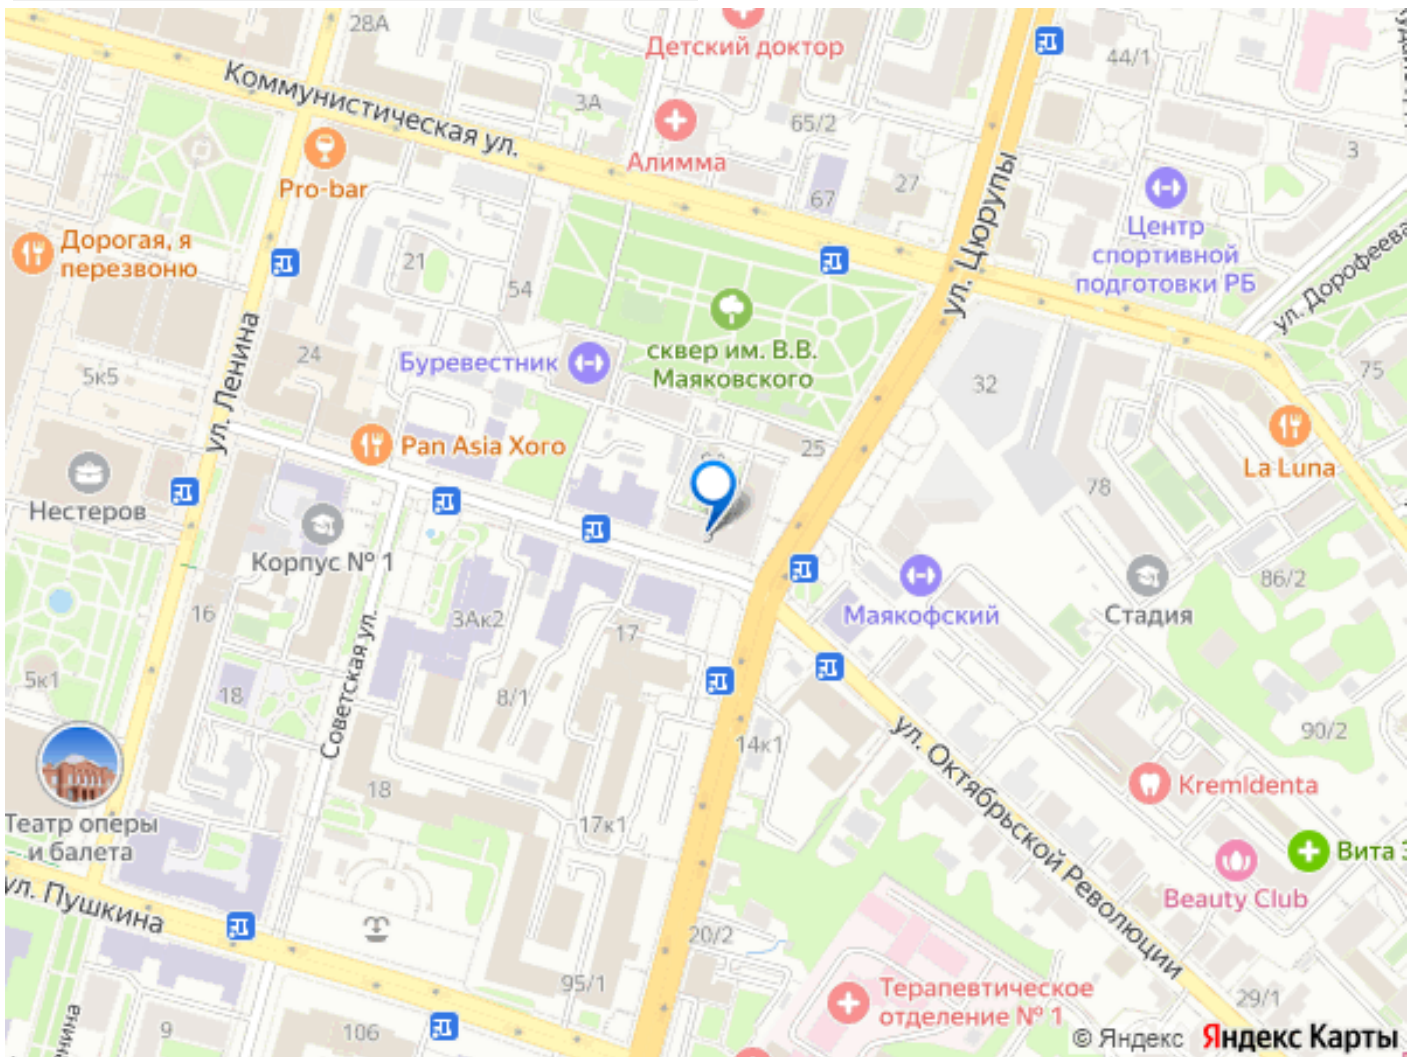 28А
Детский доктор
44/1
Коммунистическая ул.
3А
65/2
Алимма
3
27
67
ул. Цюрупы
Pro-bar
Центр
спортивной
подготовки РБ
Дорогая, я
перезвоню
21
54
ул. Дорофеева
сквер им. В.В.
Маяковского
ул. Ленина
24
Буревестник
5к5
32
75
Pan Asia Xoro
25
La Luna
78
Нестеров
Корпус № 1
86/2
Маякофский
Стадия
16
3Ак2
17
5к1
18
Советская ул.
8/1
14к1
90/2
ул. Октябрьской Революции
KremIdenta
18
17к1
Театр оперы
и балета
Вита
Beauty Club
ул. Пушкина
20/2
95/1
Терапевтическое
отделение № 1
29/1
9
106
© Яндекс Яндекс Карты